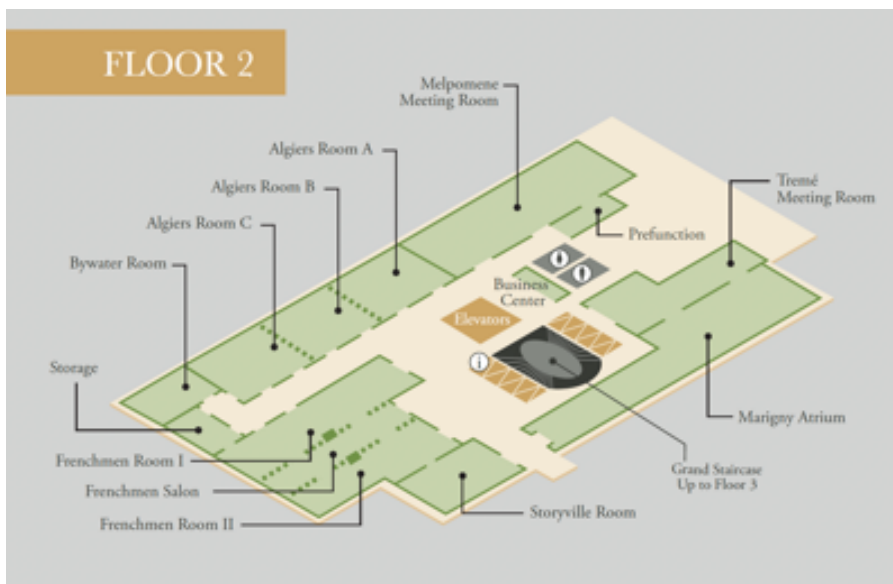 FLOOR 2
Melpomene
Meeting Room
Algiers Room A
Algiers Room B
Algiers Room C
Bywater Room
Storage
Frenchmen Room I
Frenchmen Salon
Frenchmen Room II
Tremé
Meeting Room
Prefunction
Business
Center
Elevators
i
Marigny Atrium
Grand Staircase
Up to Floor 3
Storyville Room